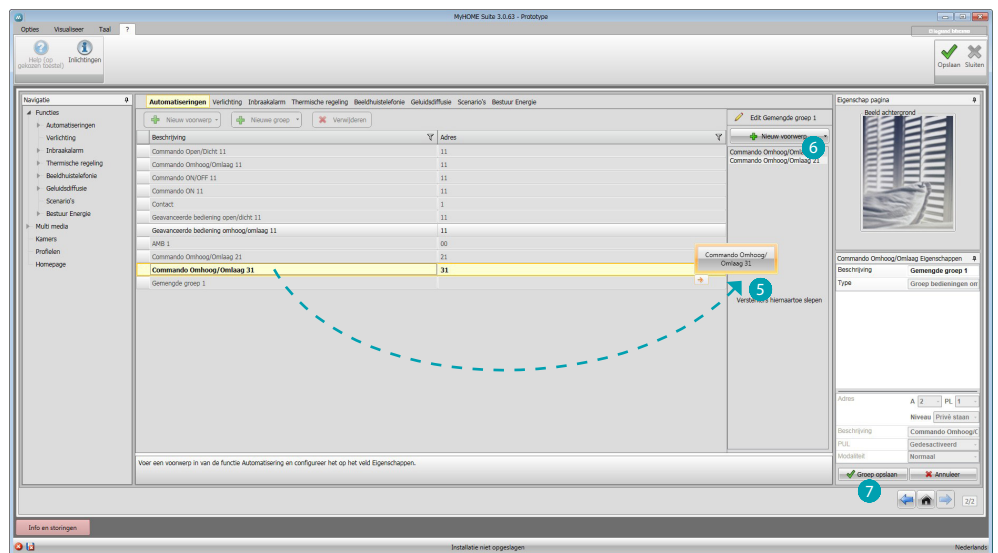 MyHOME Suite 3.0.63 - Prototype
Opties Visualiseer Taal ?
Help (op gekozen toestel)
Inlichtingen
Opslaan Sluiten
Navigatie
Functies
Automatiseringen
Verlichting
Inbraakalarm
Thermische regeling
Beeldhuistelefonie
Geluidsdiffusie
Scenario's
Bestuur Energie
Multi media
Kamers
Profielen
Homepage
Automatiseringen Verlichting Inbraakalarm Thermische regeling Beeldhuistelefonie Geluidsdiffusie Scenario's Bestuur Energie
Nieuw voorwerp Nieuwe groep Verwijderen
Beschrijving Adres
Commando Open/Dicht 11 11
Commando Omhoog/Omlaag 11 11
Commando ON/OFF 11 11
Commando ON 11 11
Contact 1
Geavanceerde bediening open/dicht 11 11
Geavanceerde bediening omhoog/omlaag 11 11
AMB 1 00
Commando Omhoog/Omlaag 21 21
Commando Omhoog/Omlaag 31 31
Gemengde groep 1
Commando Omhoog/
Omlaag 31
5
Edit Gemengde groep 1
Nieuw voorwerp
6
Commando Omhoog/Oml
Commando Omhoog/Omlaag 21
hiernaartoe slepen
Voer een voorwerp in van de functie Automatisering en configureer het op het veld Eigenschappen.
Eigenschap pagina
Beeld achtergrond
Commando Omhoog/Omlaag Eigenschappen
Beschrijving Gemengde groep 1
Type Groep bedieningen om
Adres A 2 PL 1
Niveau Privé staan
Beschrijving Commando Omhoog/O
PUL Gedesactiveerd
Modaliteit Normaal
Groep opslaan Annuleer
7
2/2
Info en storingen
Installatie niet opgeslagen
Nederlands